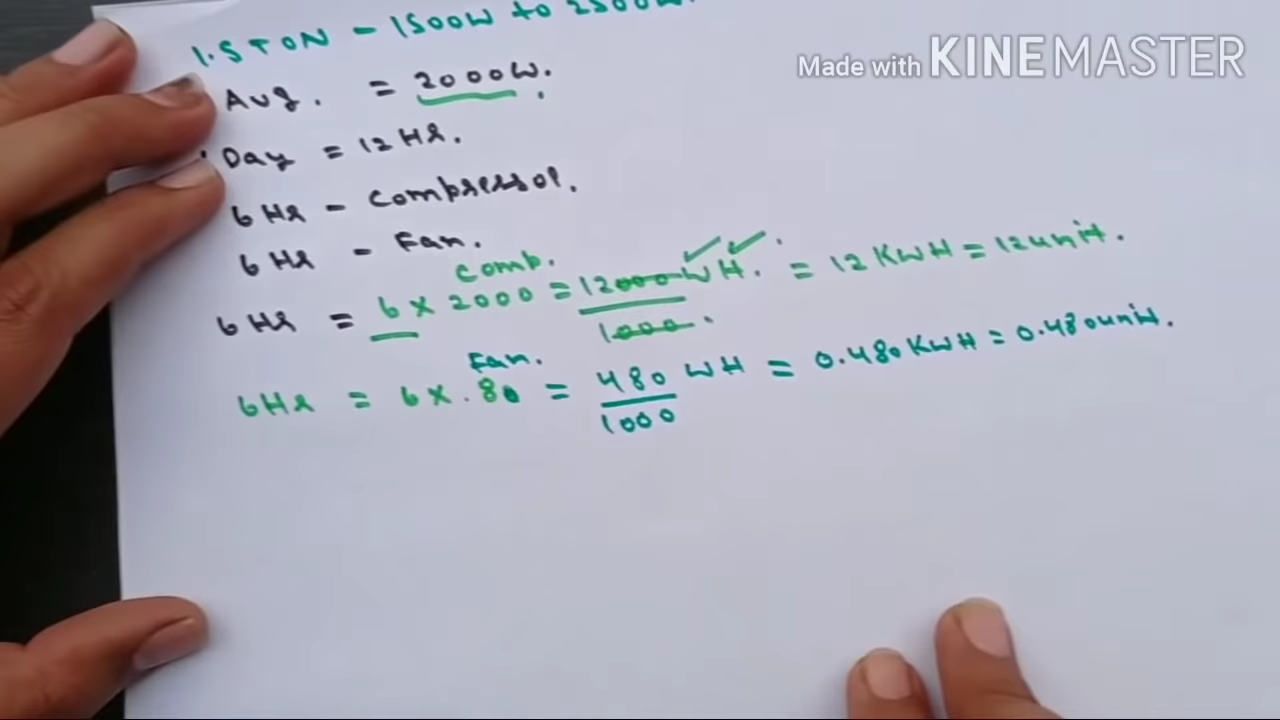 1.5 TON - 1500W to 2500W.
Made with KINEMASTER
Avg. = 2000W.
Day = 12 Hr.
6 Hr - Compressor.
6 Hr - Fan.
Comp.
6 Hr = 6 x 2000 = 12000 WH. = 12 KWH = 12 unit.
1000.
Fan.
6 Hr = 6 x .80 = 480 WH = 0.480 KWH = 0.480 unit.
1000